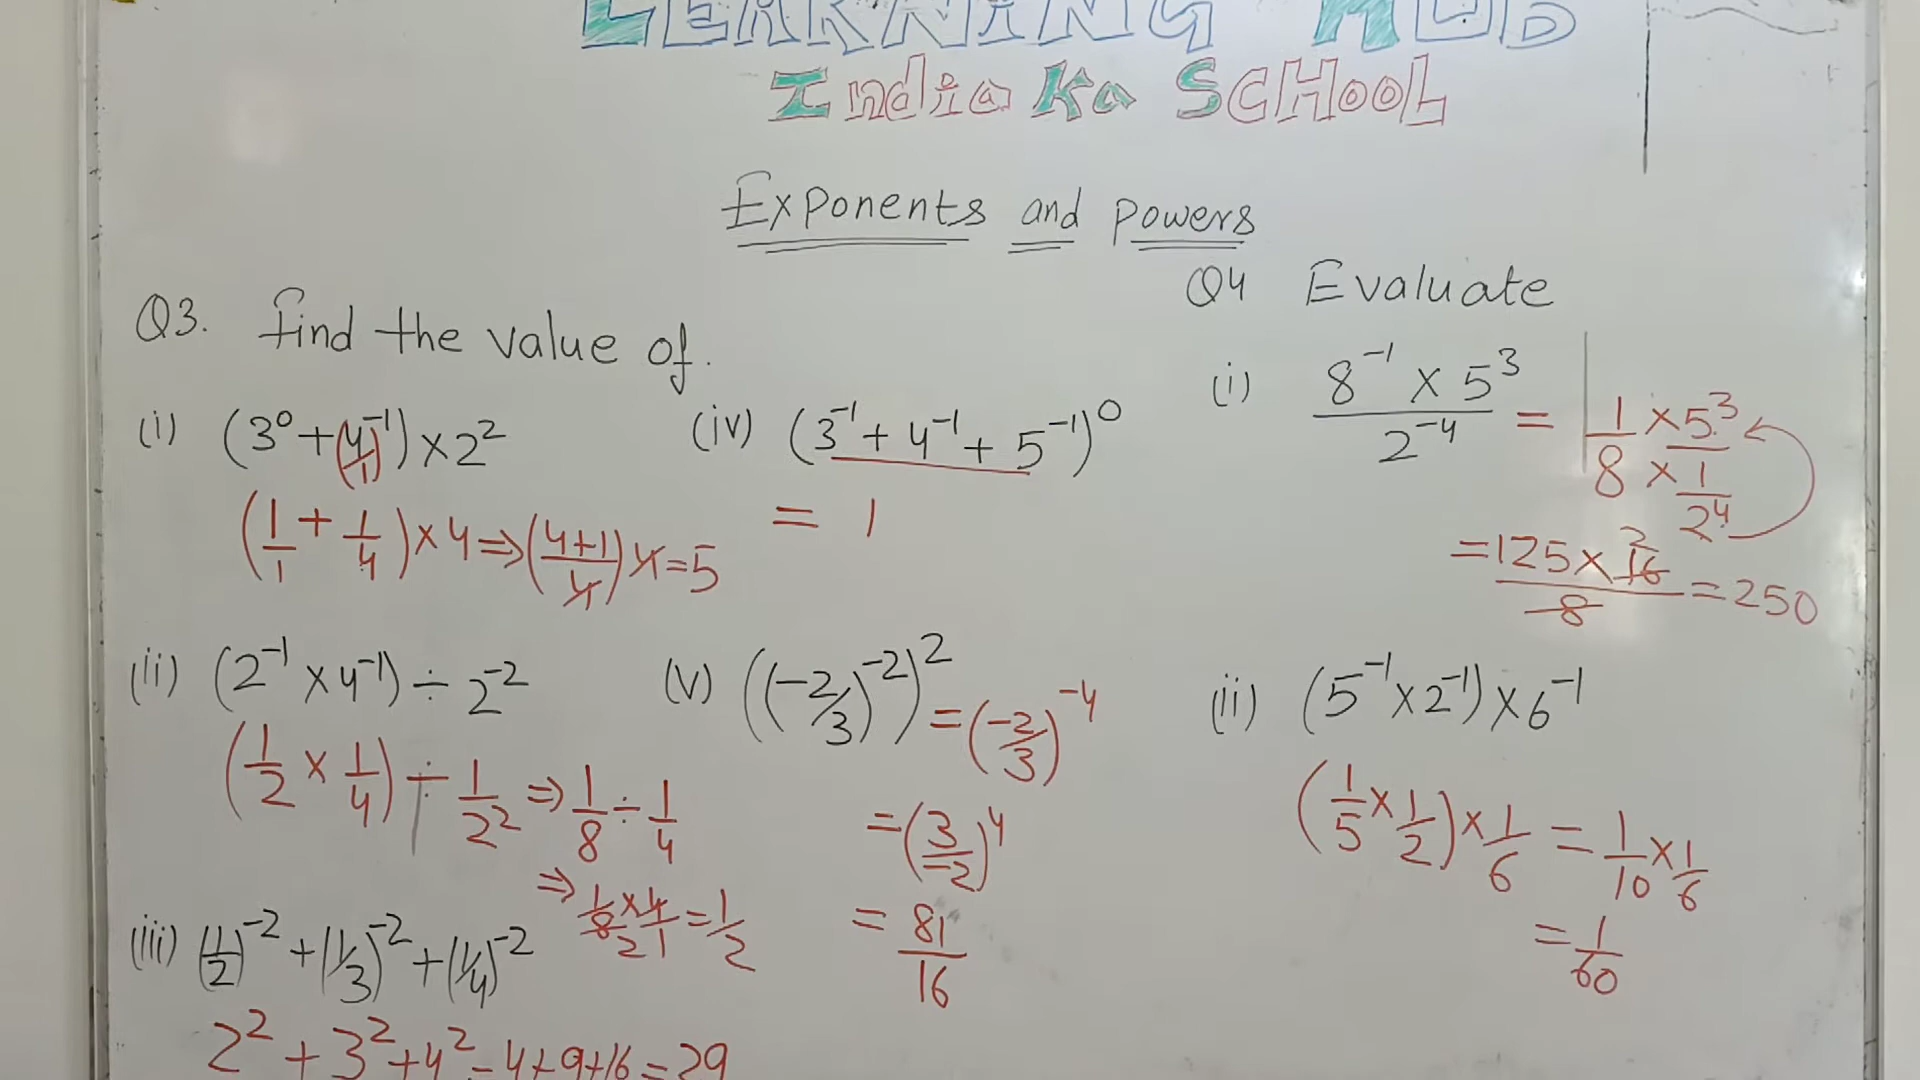 LEARNING HUB
India Ka SCHOOL
Exponents and powers
Q3. find the value of.
(i) (3⁰ + (4/1)⁻¹) × 2²
(1/1 + 1/4) × 4 ⇒ ((4+1)/4) × 4 = 5
(ii) (2⁻¹ × 4⁻¹) ÷ 2⁻²
(1/2 × 1/4) ÷ 1/2² ⇒ 1/8 ÷ 1/4
⇒ 1/8 × 4/1 = 1/2
(iii) (1/2)⁻² + (1/3)⁻² + (1/4)⁻²
2² + 3² + 4² = 4 + 9 + 16 = 29
(iv) (3⁻¹ + 4⁻¹ + 5⁻¹)⁰
= 1
(v) ((-2/3)⁻²)² = (-2/3)⁻⁴
= (3/-2)⁴
= 81/16
Q4 Evaluate
(i) (8⁻¹ × 5³)/2⁻⁴ = (1 × 5³)/(8 × 1/2⁴)
= (125 × 16)/8 = 250
(ii) (5⁻¹ × 2⁻¹) × 6⁻¹
(1/5 × 1/2) × 1/6 = 1/10 × 1/6
= 1/60